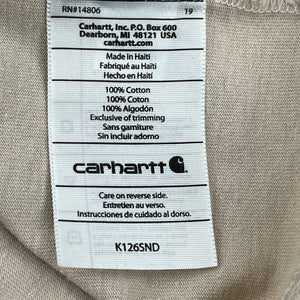 RN#14806 19
Carhartt, Inc. P.O. Box 600
Dearborn, MI 48121 USA
carhartt.com
Made in Haiti
Fabriqué au Haïti
Hecho en Haití
100% Cotton
100% Coton
100% Algodón
Exclusive of trimming
Sans garniture
Sin incluir adorno
carhartt
Care on reverse side.
Entretien au verso.
Instrucciones de cuidado al dorso.
K126SND